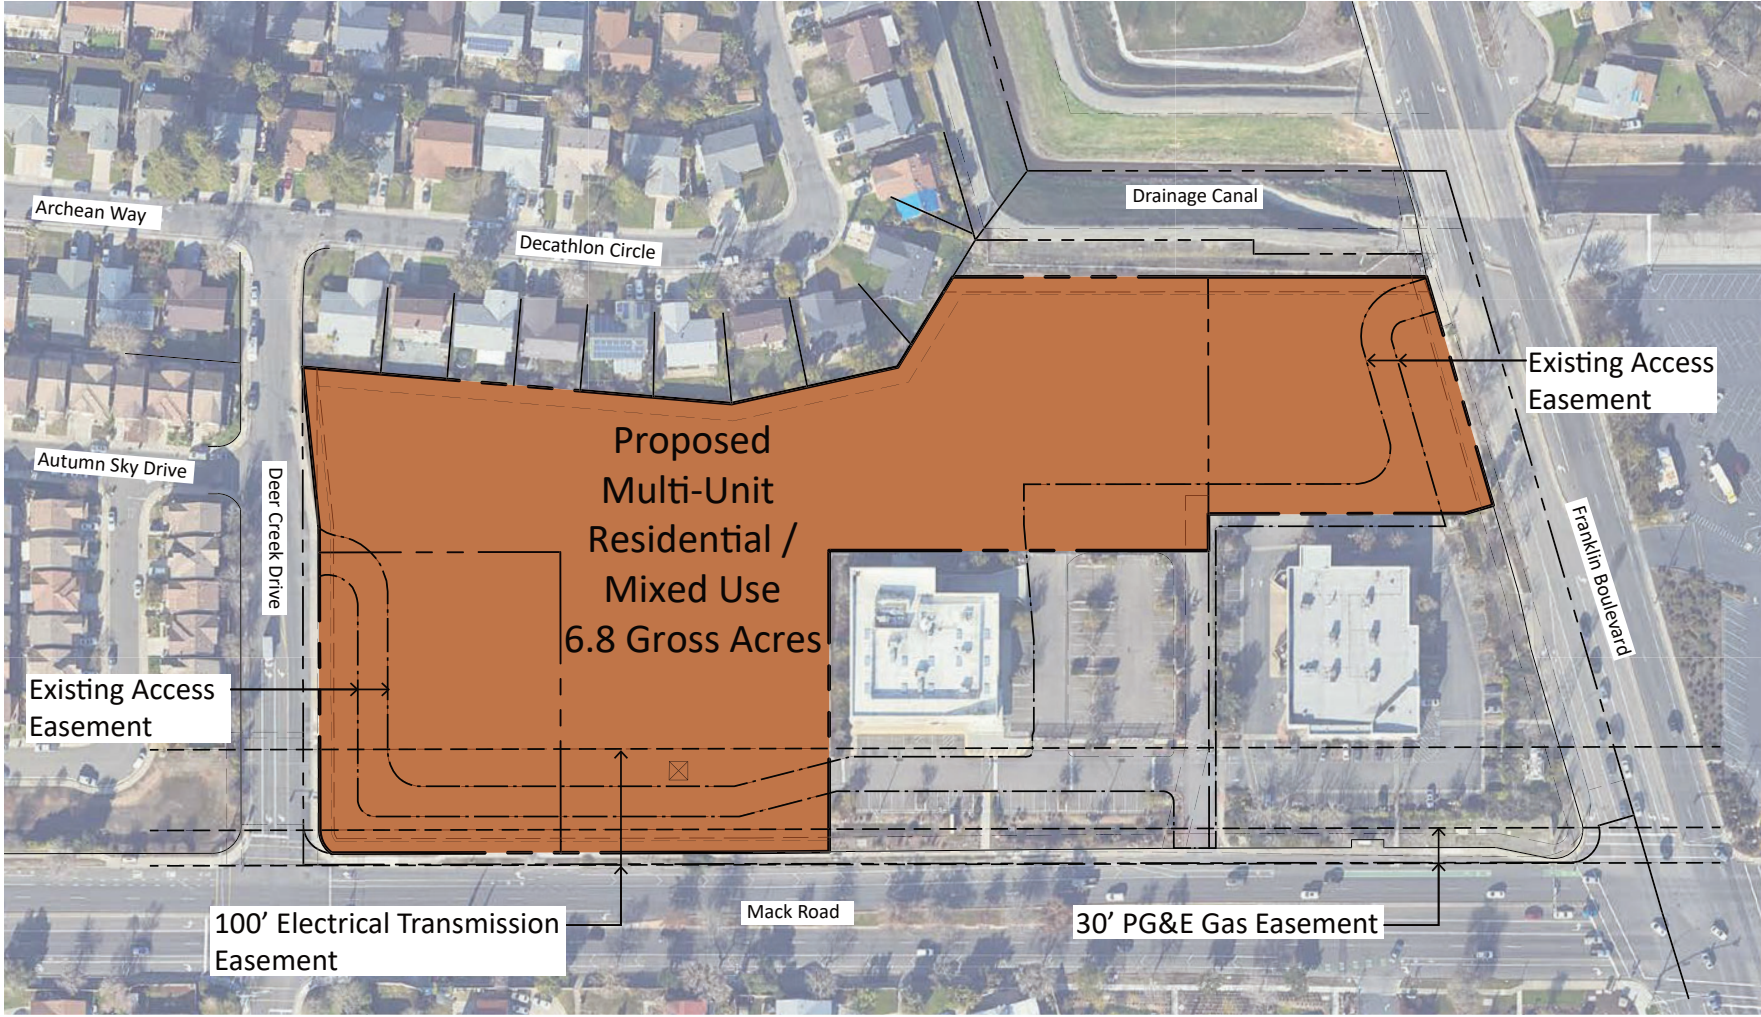 Archean Way
Drainage Canal
Decathlon Circle
Existing Access
Easement
Proposed
Multi-Unit
Residential /
Mixed Use
6.8 Gross Acres
Autumn Sky Drive
Deer Creek Drive
Franklin Boulevard
Existing Access
Easement
100’ Electrical Transmission
Easement
Mack Road
30’ PG&E Gas Easement